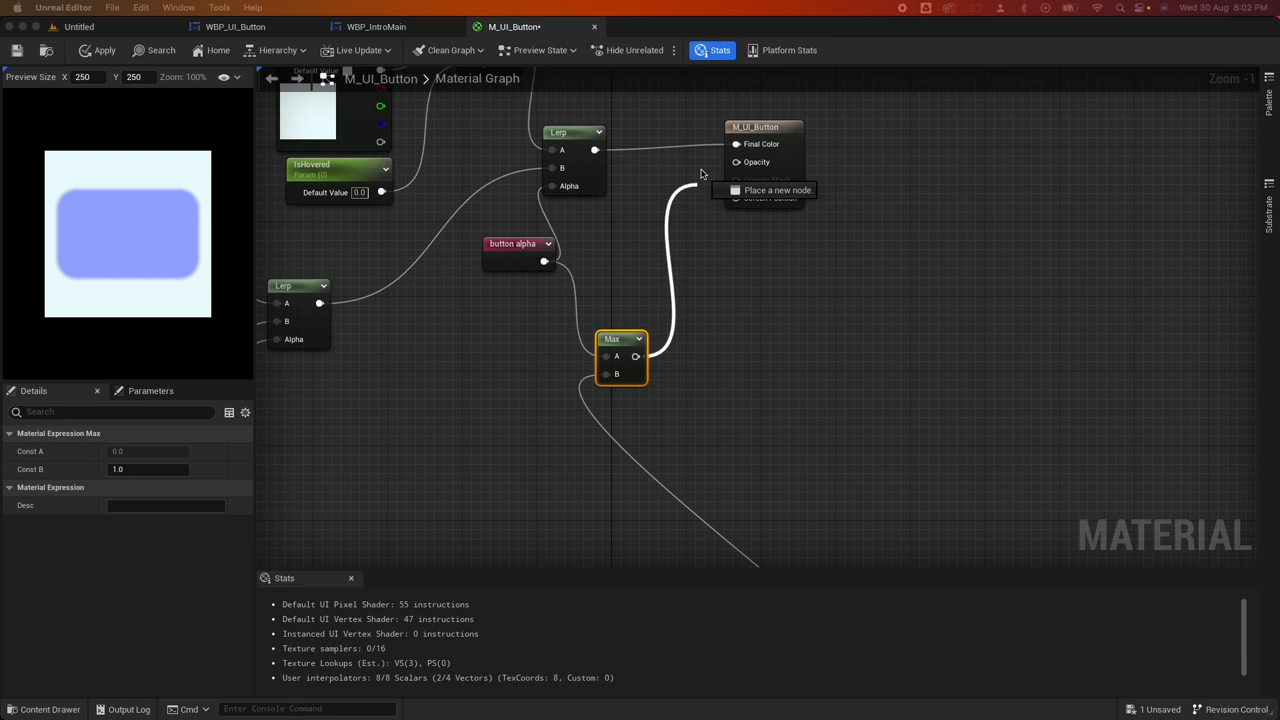 Unreal Engine File Edit Window Tools Help Wed 30 Aug 8:02 PM
Untitled WBP_UI_Button WBP_IntroMain M_UI_Button•
Apply Search Home Hierarchy Live Update Clean Graph Preview State Hide Unrelated Stats Platform Stats
Preview Size X 250 Y 250 Zoom: 100%
M_UI_Button > Material Graph
Zoom -1
Palette
Substrate
Default Value
IsHovered
Param (0)
Default Value 0.0
Lerp
A
B
Alpha
M_UI_Button
Final Color
Opacity
Place a new node.
Screen Position
button alpha
Lerp
A
B
Alpha
Max
A
B
MATERIAL
Details Parameters
Search
Material Expression Max
Const A 0.0
Const B 1.0
Material Expression
Desc
Stats
Default UI Pixel Shader: 55 instructions
Default UI Vertex Shader: 47 instructions
Instanced UI Vertex Shader: 0 instructions
Texture samplers: 0/16
Texture Lookups (Est.): VS(3), PS(0)
User interpolators: 8/8 Scalars (2/4 Vectors) (TexCoords: 8, Custom: 0)
Content Drawer Output Log Cmd Enter Console Command 1 Unsaved Revision Control